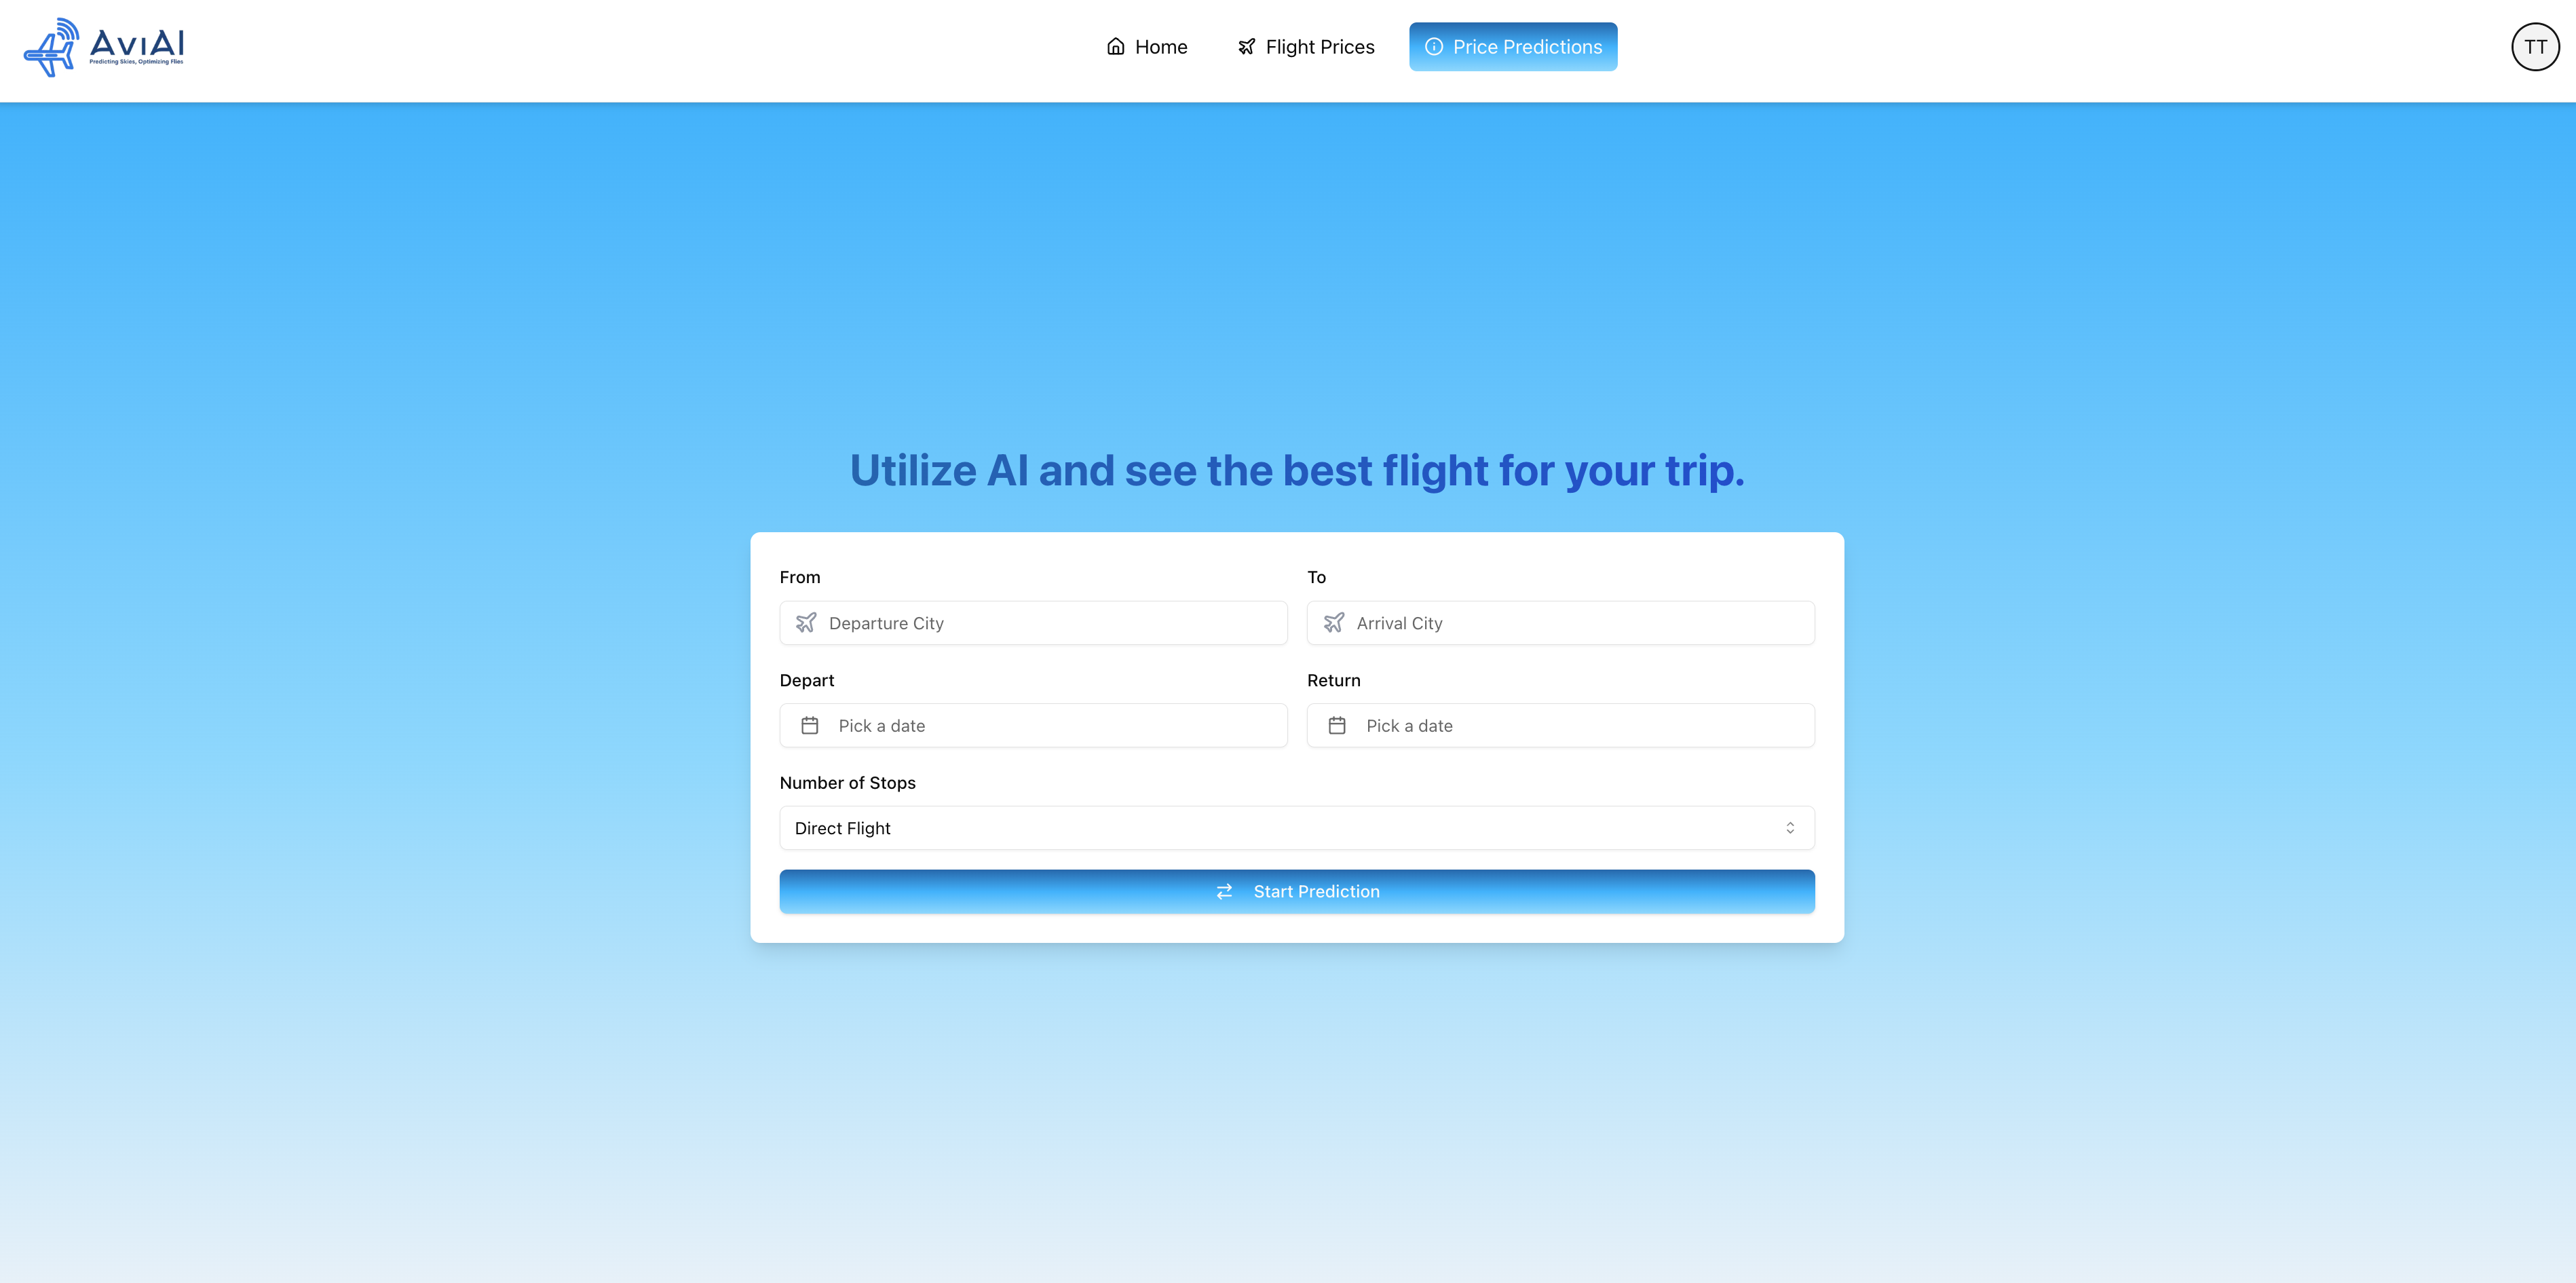 AviAI
Predicting Skies, Optimizing Flies
Home
Flight Prices
Price Predictions
TT
Utilize AI and see the best flight for your trip.
From
To
Departure City
Arrival City
Depart
Return
Pick a date
Pick a date
Number of Stops
Direct Flight
Start Prediction